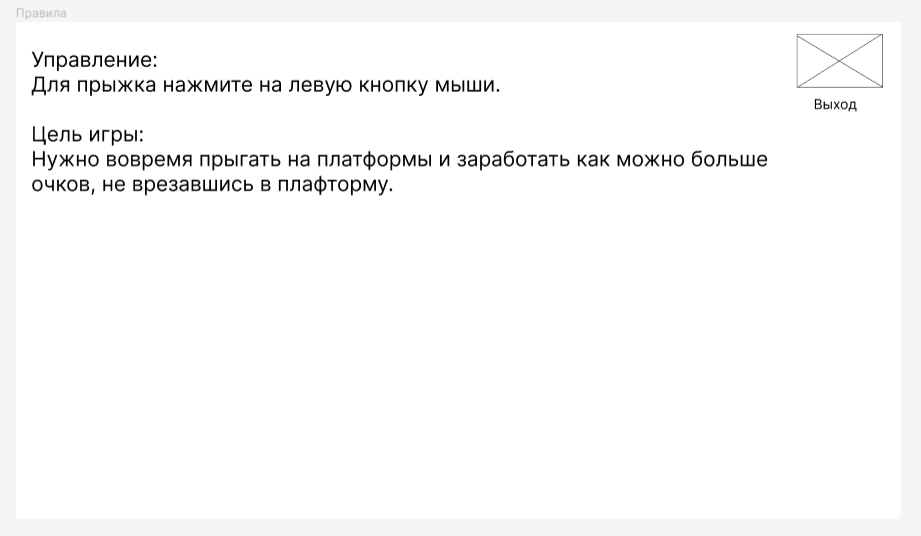 Правила
Управление:
Для прыжка нажмите на левую кнопку мыши.
Выход
Цель игры:
Нужно вовремя прыгать на платформы и заработать как можно больше
очков, не врезавшись в плафторму.